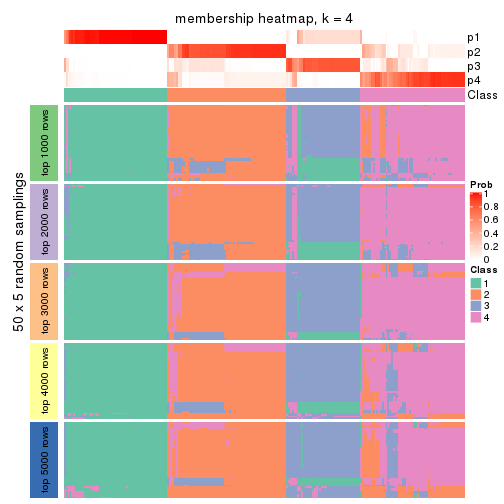 membership heatmap, k = 4
p1
p2
p3
p4
Class
50 x 5 random samplings
top 1000 rows
top 2000 rows
top 3000 rows
top 4000 rows
top 5000 rows
Prob
1
0.8
0.6
0.4
0.2
0
Class
1
2
3
4